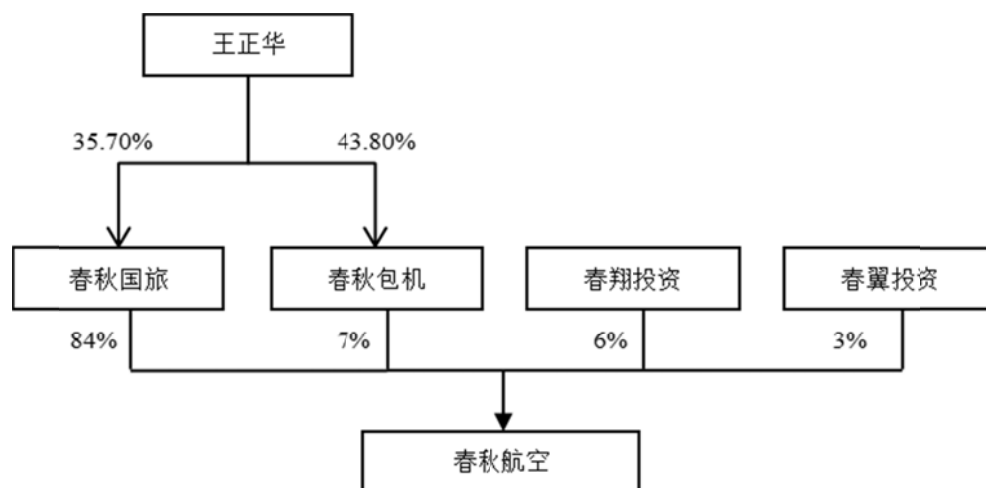 王正华
35.70%
43.80%
春秋国旅
春秋包机
春翔投资
春翼投资
84%
7%
6%
3%
春秋航空